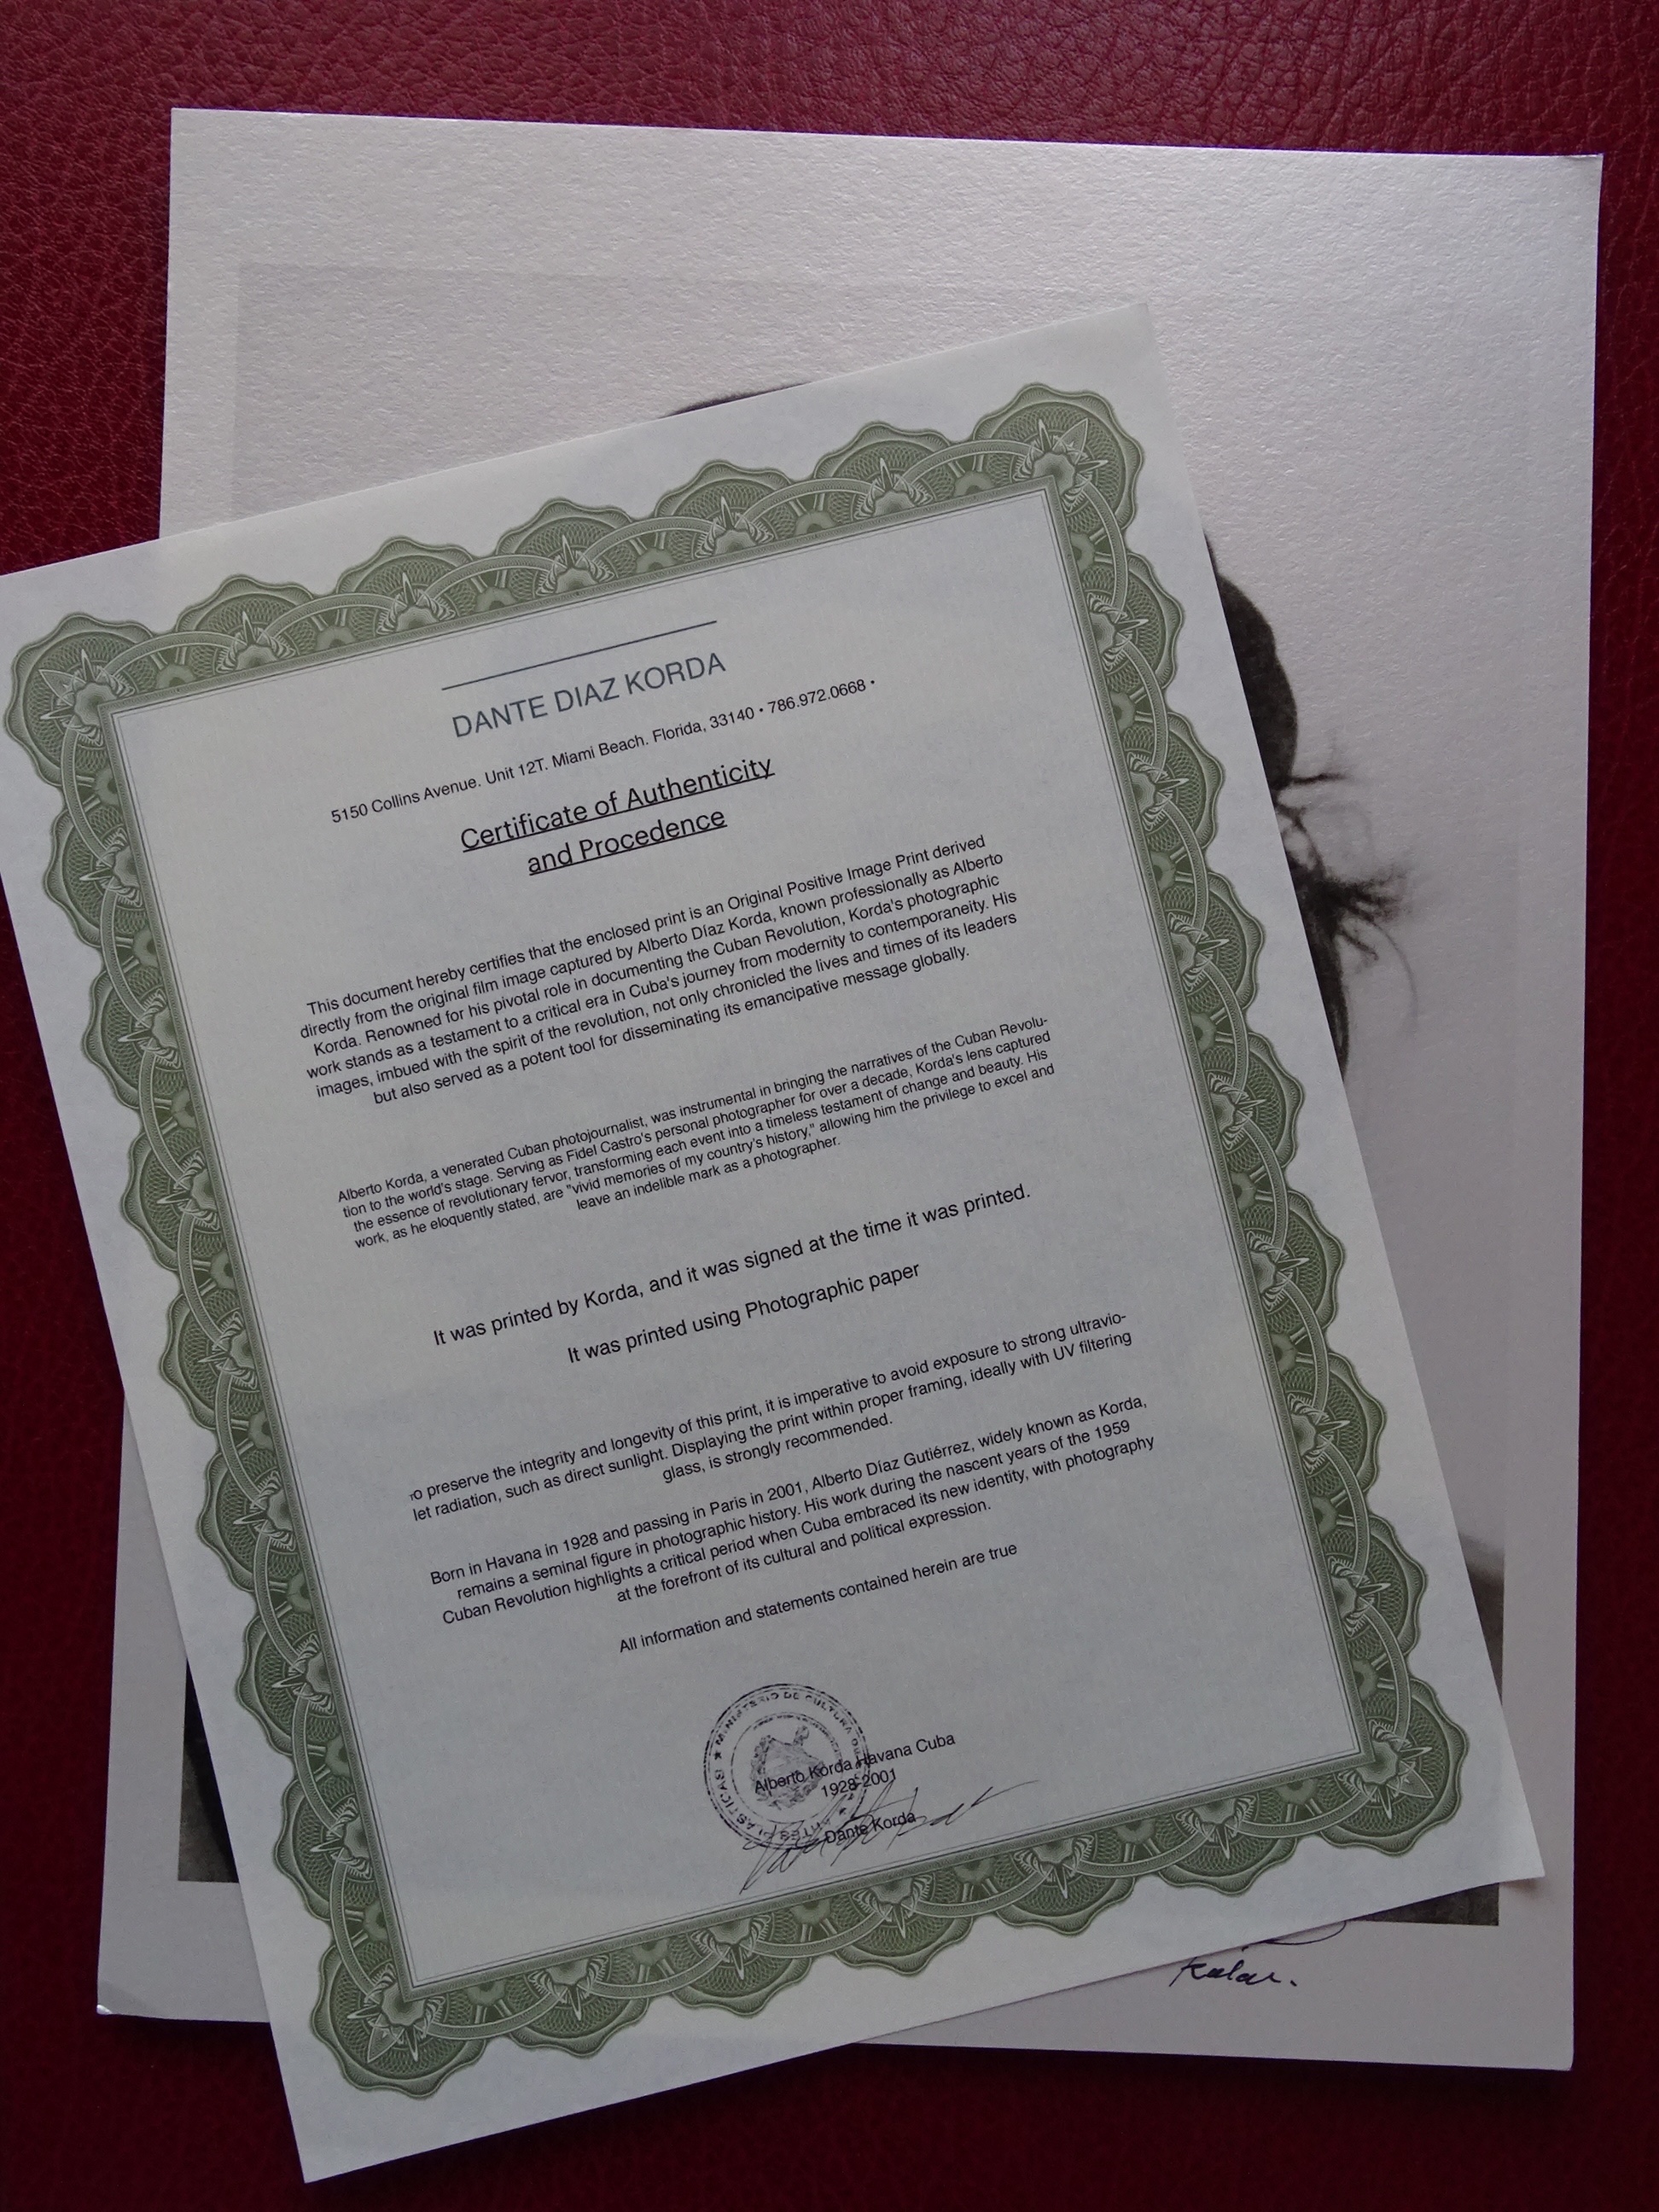 DANTE DIAZ KORDA
5150 Collins Avenue. Unit 12T. Miami Beach. Florida, 33140 • 786.972.0668 •
Certificate of Authenticity
and Procedence
This document hereby certifies that the enclosed print is an Original Positive Image Print derived
directly from the original film image captured by Alberto Díaz Korda, known professionally as Alberto
Korda. Renowned for his pivotal role in documenting the Cuban Revolution, Korda's photographic
work stands as a testament to a critical era in Cuba's journey from modernity to contemporaneity. His
images, imbued with the spirit of the revolution, not only chronicled the lives and times of its leaders
but also served as a potent tool for disseminating its emancipative message globally.
Alberto Korda, a venerated Cuban photojournalist, was instrumental in bringing the narratives of the Cuban Revolu-
tion to the world's stage. Serving as Fidel Castro's personal photographer for over a decade, Korda's lens captured
the essence of revolutionary fervor, transforming each event into a timeless testament of change and beauty. His
work, as he eloquently stated, are "vivid memories of my country's history," allowing him the privilege to excel and
leave an indelible mark as a photographer.
It was printed by Korda, and it was signed at the time it was printed.
It was printed using Photographic paper
To preserve the integrity and longevity of this print, it is imperative to avoid exposure to strong ultravio-
let radiation, such as direct sunlight. Displaying the print within proper framing, ideally with UV filtering
glass, is strongly recommended.
Born in Havana in 1928 and passing in Paris in 2001, Alberto Díaz Gutiérrez, widely known as Korda,
remains a seminal figure in photographic history. His work during the nascent years of the 1959
Cuban Revolution highlights a critical period when Cuba embraced its new identity, with photography
at the forefront of its cultural and political expression.
All information and statements contained herein are true
MINISTERIO DE CULTURA
PLASTICAS
Alberto Korda Havana Cuba
1928-2001
Dante Korda